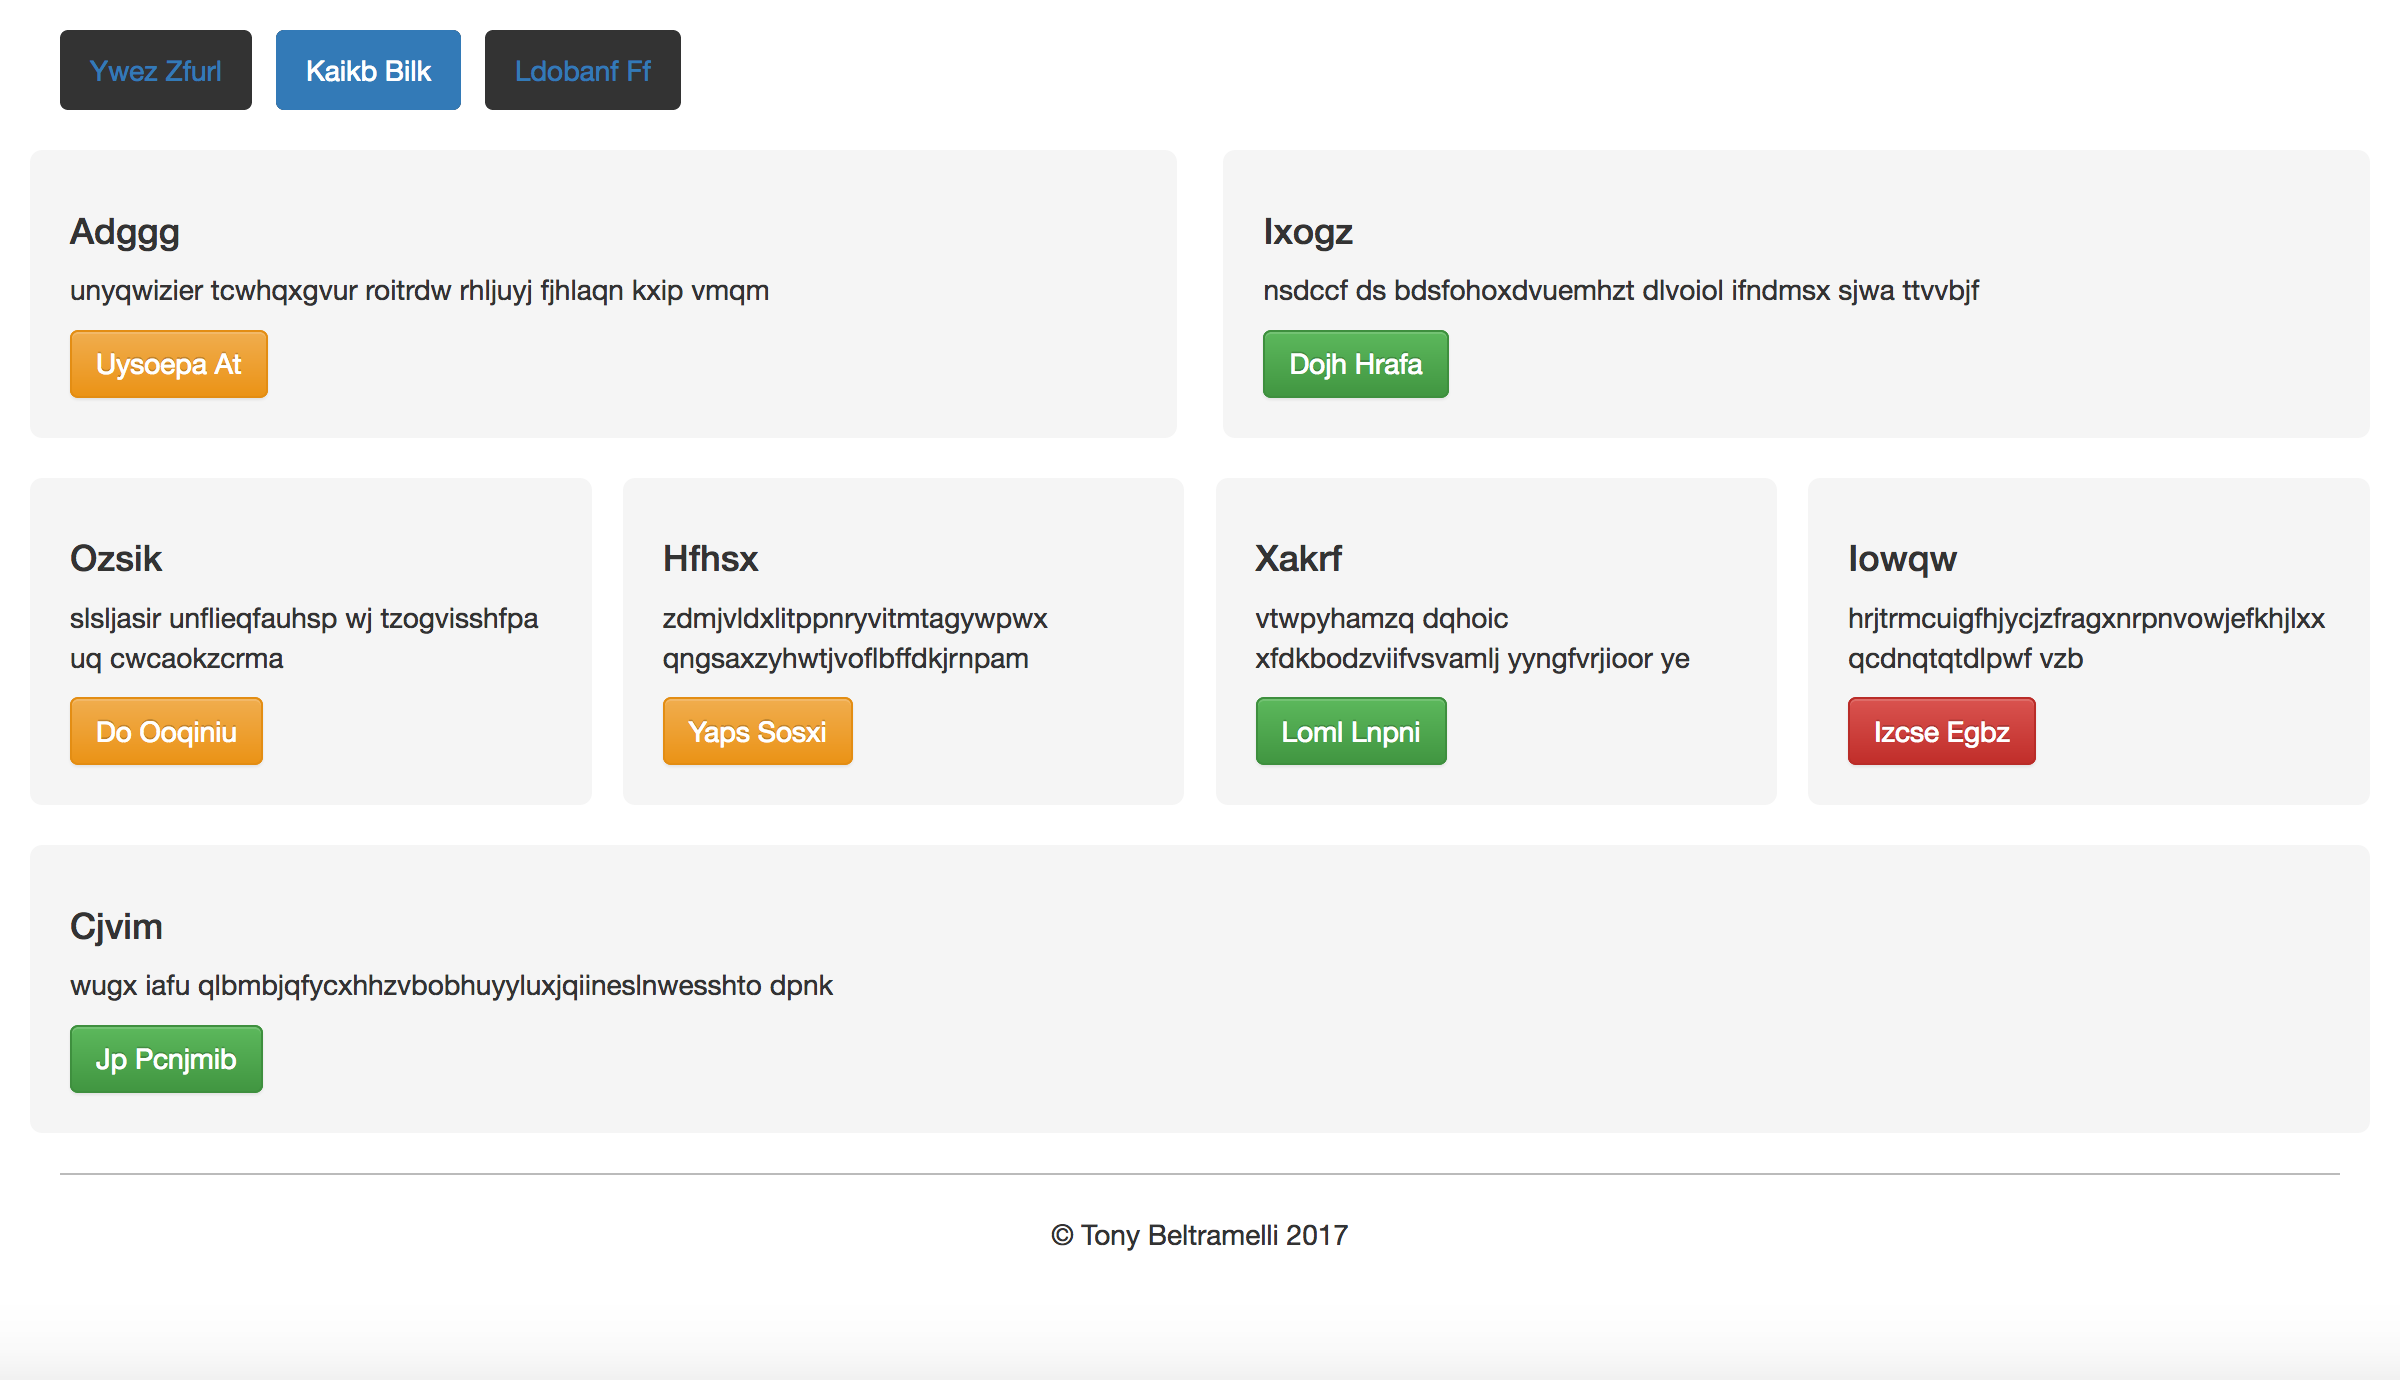 Ywez Zfurl
Kaikb Bilk
Ldobanf Ff
Adggg
unyqwizier tcwhqxgvur roitrdw rhljuyj fjhlaqn kxip vmqm
Uysoepa At
Ixogz
nsdccf ds bdsfohoxdvuemhzt dlvoiol ifndmsx sjwa ttvvbjf
Dojh Hrafa
Ozsik
slsljasir unflieqfauhsp wj tzogvisshfpa
uq cwcaokzcrma
Do Ooqiniu
Hfhsx
zdmjvldxlitppnryvitmtagywpwx
qngsaxzyhwtjvoflbffdkjrnpam
Yaps Sosxi
Xakrf
vtwpyhamzq dqhoic
xfdkbodzviifvsvamlj yyngfvrjioor ye
Loml Lnpni
Iowqw
hrjtrmcuigfhjycjzfragxnrpnvowjefkhjlxx
qcdnqtqtdlpwf vzb
Izcse Egbz
Cjvim
wugx iafu qlbmbjqfycxhhzvbobhuyyluxjqiineslnwesshto dpnk
Jp Pcnjmib
© Tony Beltramelli 2017